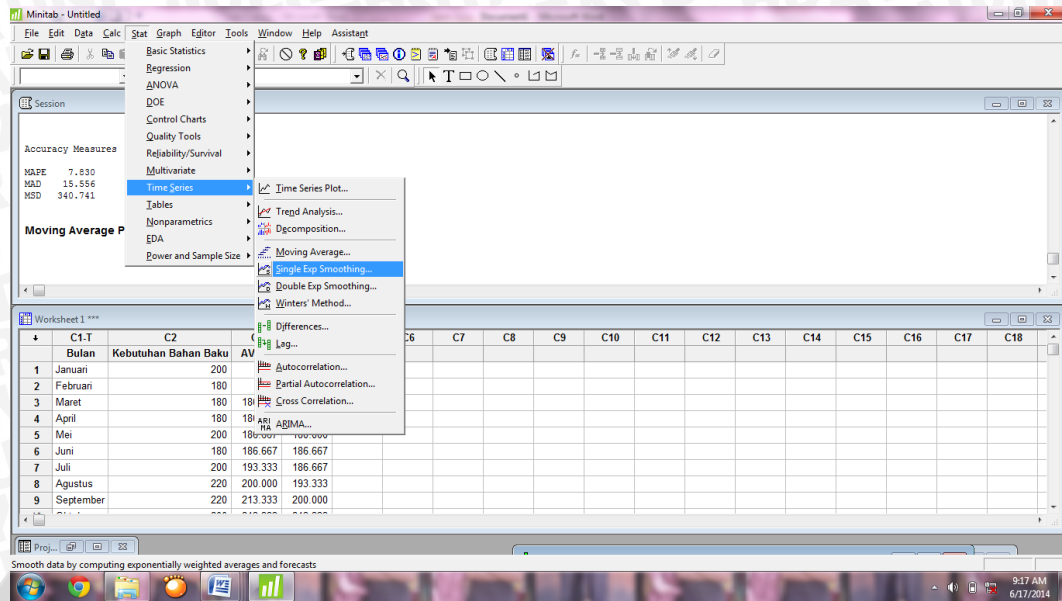 Minitab - Untitled
File Edit Data Calc Stat Graph Editor Tools Window Help Assistant
Basic Statistics
Regression
ANOVA
DOE
Control Charts
Quality Tools
Reliability/Survival
Multivariate
Time Series
Tables
Nonparametrics
EDA
Power and Sample Size
Time Series Plot...
Trend Analysis...
Decomposition...
Moving Average...
Single Exp Smoothing...
Double Exp Smoothing...
Winters' Method...
Differences...
Lag...
Autocorrelation...
Partial Autocorrelation...
Cross Correlation...
ARIMA...
Session
Accuracy Measures
MAPE 7.830
MAD 15.556
MSD 340.741
Moving Average P
Worksheet 1 ***
C1-T C2 C6 C7 C8 C9 C10 C11 C12 C13 C14 C15 C16 C17 C18
Bulan Kebutuhan Bahan Baku AV
1 Januari 200
2 Februari 180
3 Maret 180
4 April 180
5 Mei 200 186.667 180.000
6 Juni 180 186.667 186.667
7 Juli 200 193.333 186.667
8 Agustus 220 200.000 193.333
9 September 220 213.333 200.000
Proj...
Smooth data by computing exponentially weighted averages and forecasts
9:17 AM
6/17/2014